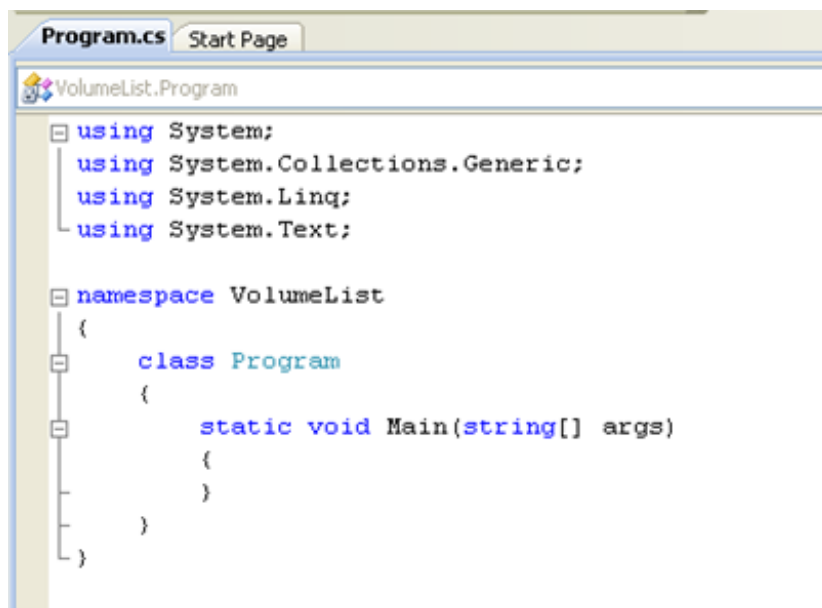 Program.cs Start Page
VolumeList.Program
using System;
using System.Collections.Generic;
using System.Linq;
using System.Text;
namespace VolumeList
{
class Program
{
static void Main(string[] args)
{
}
}
}